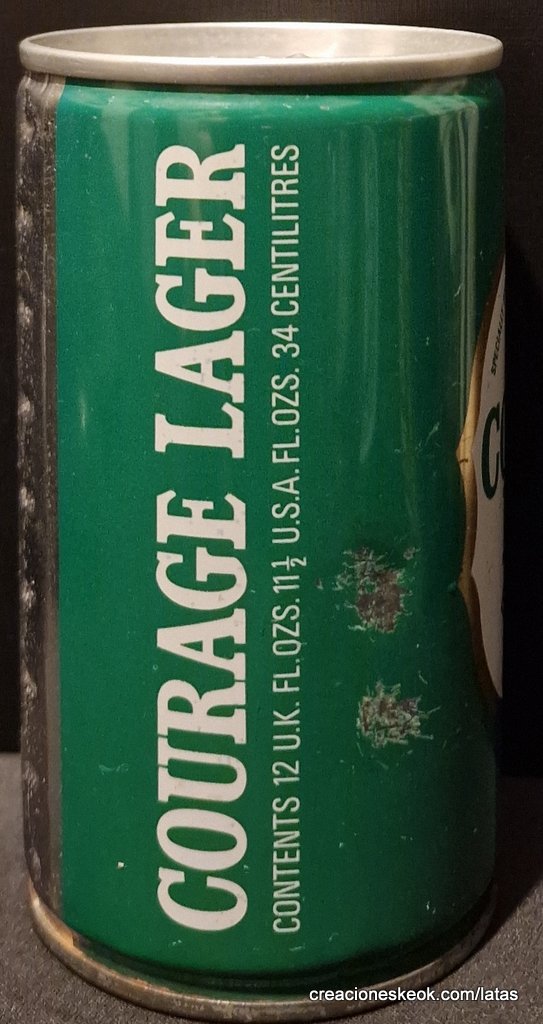 COURAGE LAGER
CONTENTS 12 U.K. FL.OZS. 11½ U.S.A. FL.OZS. 34 CENTILITRES
creacioneskeok.com/latas